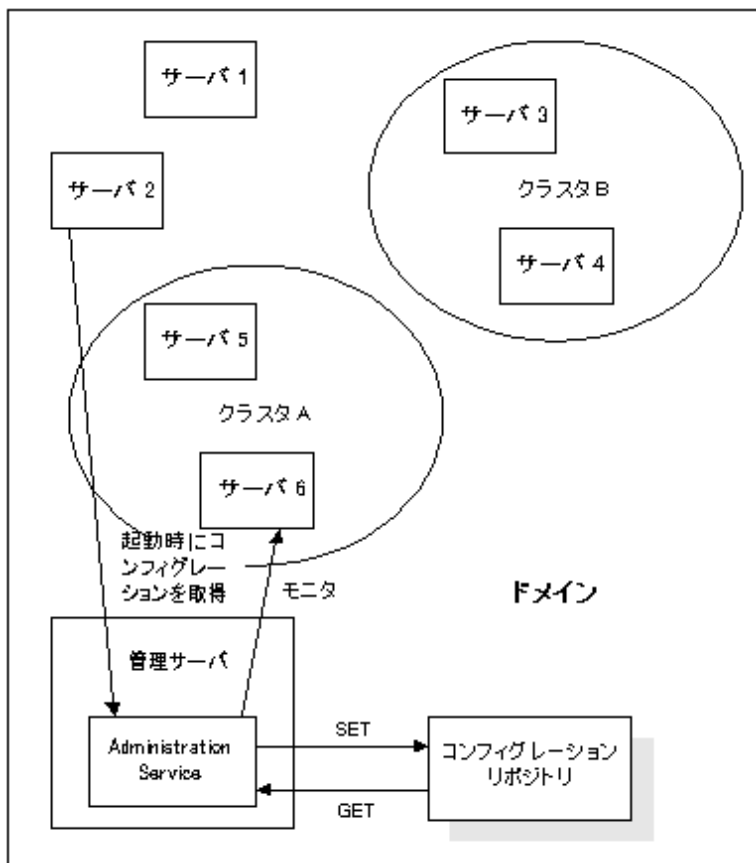 サーバ 1
サーバ 3
サーバ 2
クラスタ B
サーバ 4
サーバ 5
クラスタ A
サーバ 6
起動時にコ
ンフィグレー
ションを取得
モニタ
ドメイン
管理サーバ
Administration
Service
SET
GET
コンフィグレーション
リポジトリ